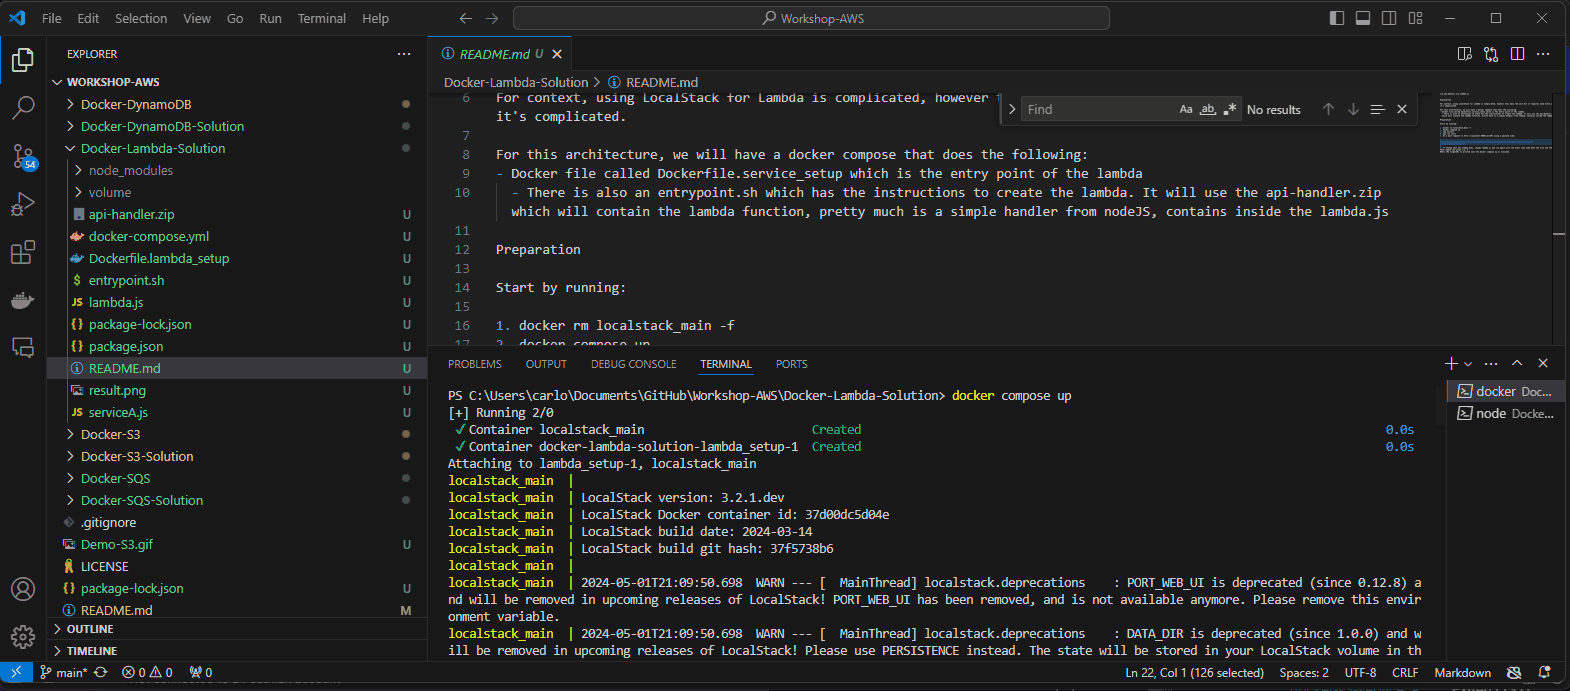 File Edit Selection View Go Run Terminal Help
Workshop-AWS
EXPLORER
WORKSHOP-AWS
Docker-DynamoDB
Docker-DynamoDB-Solution
Docker-Lambda-Solution
node_modules
volume
api-handler.zip U
docker-compose.yml U
Dockerfile.lambda_setup U
entrypoint.sh U
JS lambda.js U
package-lock.json U
package.json U
README.md U
result.png U
JS serviceA.js U
Docker-S3
Docker-S3-Solution
Docker-SQS
Docker-SQS-Solution
.gitignore
Demo-S3.gif U
LICENSE
package-lock.json U
README.md M
OUTLINE
TIMELINE
54
README.md U
Docker-Lambda-Solution > README.md
Find Aa ab No results
6 For context, using LocalStack for Lambda is complicated, however
it's complicated.
7
8 For this architecture, we will have a docker compose that does the following:
9 - Docker file called Dockerfile.service_setup which is the entry point of the lambda
10 - There is also an entrypoint.sh which has the instructions to create the lambda. It will use the api-handler.zip
which will contain the lambda function, pretty much is a simple handler from nodeJS, contains inside the lambda.js
11
12 Preparation
13
14 Start by running:
15
16 1. docker rm localstack_main -f
17 2. docker compose up
PROBLEMS OUTPUT DEBUG CONSOLE TERMINAL PORTS
docker Doc...
node Docke...
PS C:\Users\carlo\Documents\GitHub\Workshop-AWS\Docker-Lambda-Solution> docker compose up
[+] Running 2/0
✓Container localstack_main Created 0.0s
✓Container docker-lambda-solution-lambda_setup-1 Created 0.0s
Attaching to lambda_setup-1, localstack_main
localstack_main |
localstack_main | LocalStack version: 3.2.1.dev
localstack_main | LocalStack Docker container id: 37d00dc5d04e
localstack_main | LocalStack build date: 2024-03-14
localstack_main | LocalStack build git hash: 37f5738b6
localstack_main |
localstack_main | 2024-05-01T21:09:50.698 WARN --- [ MainThread] localstack.deprecations : PORT_WEB_UI is deprecated (since 0.12.8) a
nd will be removed in upcoming releases of LocalStack! PORT_WEB_UI has been removed, and is not available anymore. Please remove this envir
onment variable.
localstack_main | 2024-05-01T21:09:50.698 WARN --- [ MainThread] localstack.deprecations : DATA_DIR is deprecated (since 1.0.0) and w
ill be removed in upcoming releases of LocalStack! Please use PERSISTENCE instead. The state will be stored in your LocalStack volume in th
main* 0 0 0 Ln 22, Col 1 (126 selected) Spaces: 2 UTF-8 CRLF Markdown